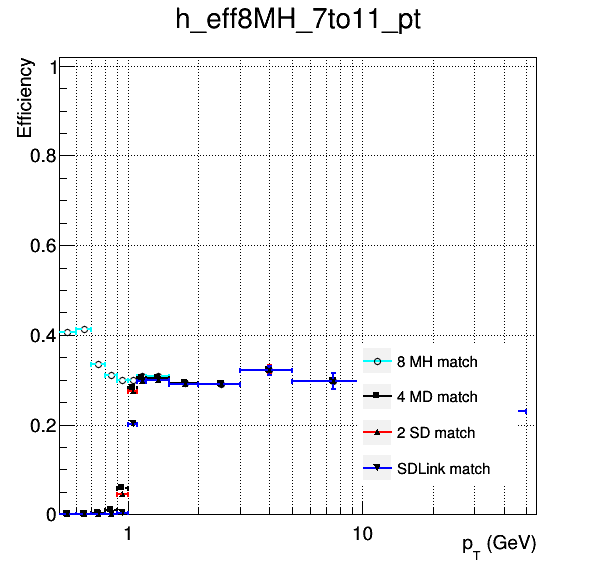 h_eff8MH_7to11_pt
Efficiency
1
0.8
0.6
0.4
0.2
0
8 MH match
4 MD match
2 SD match
SDLink match
1
10
p_T (GeV)